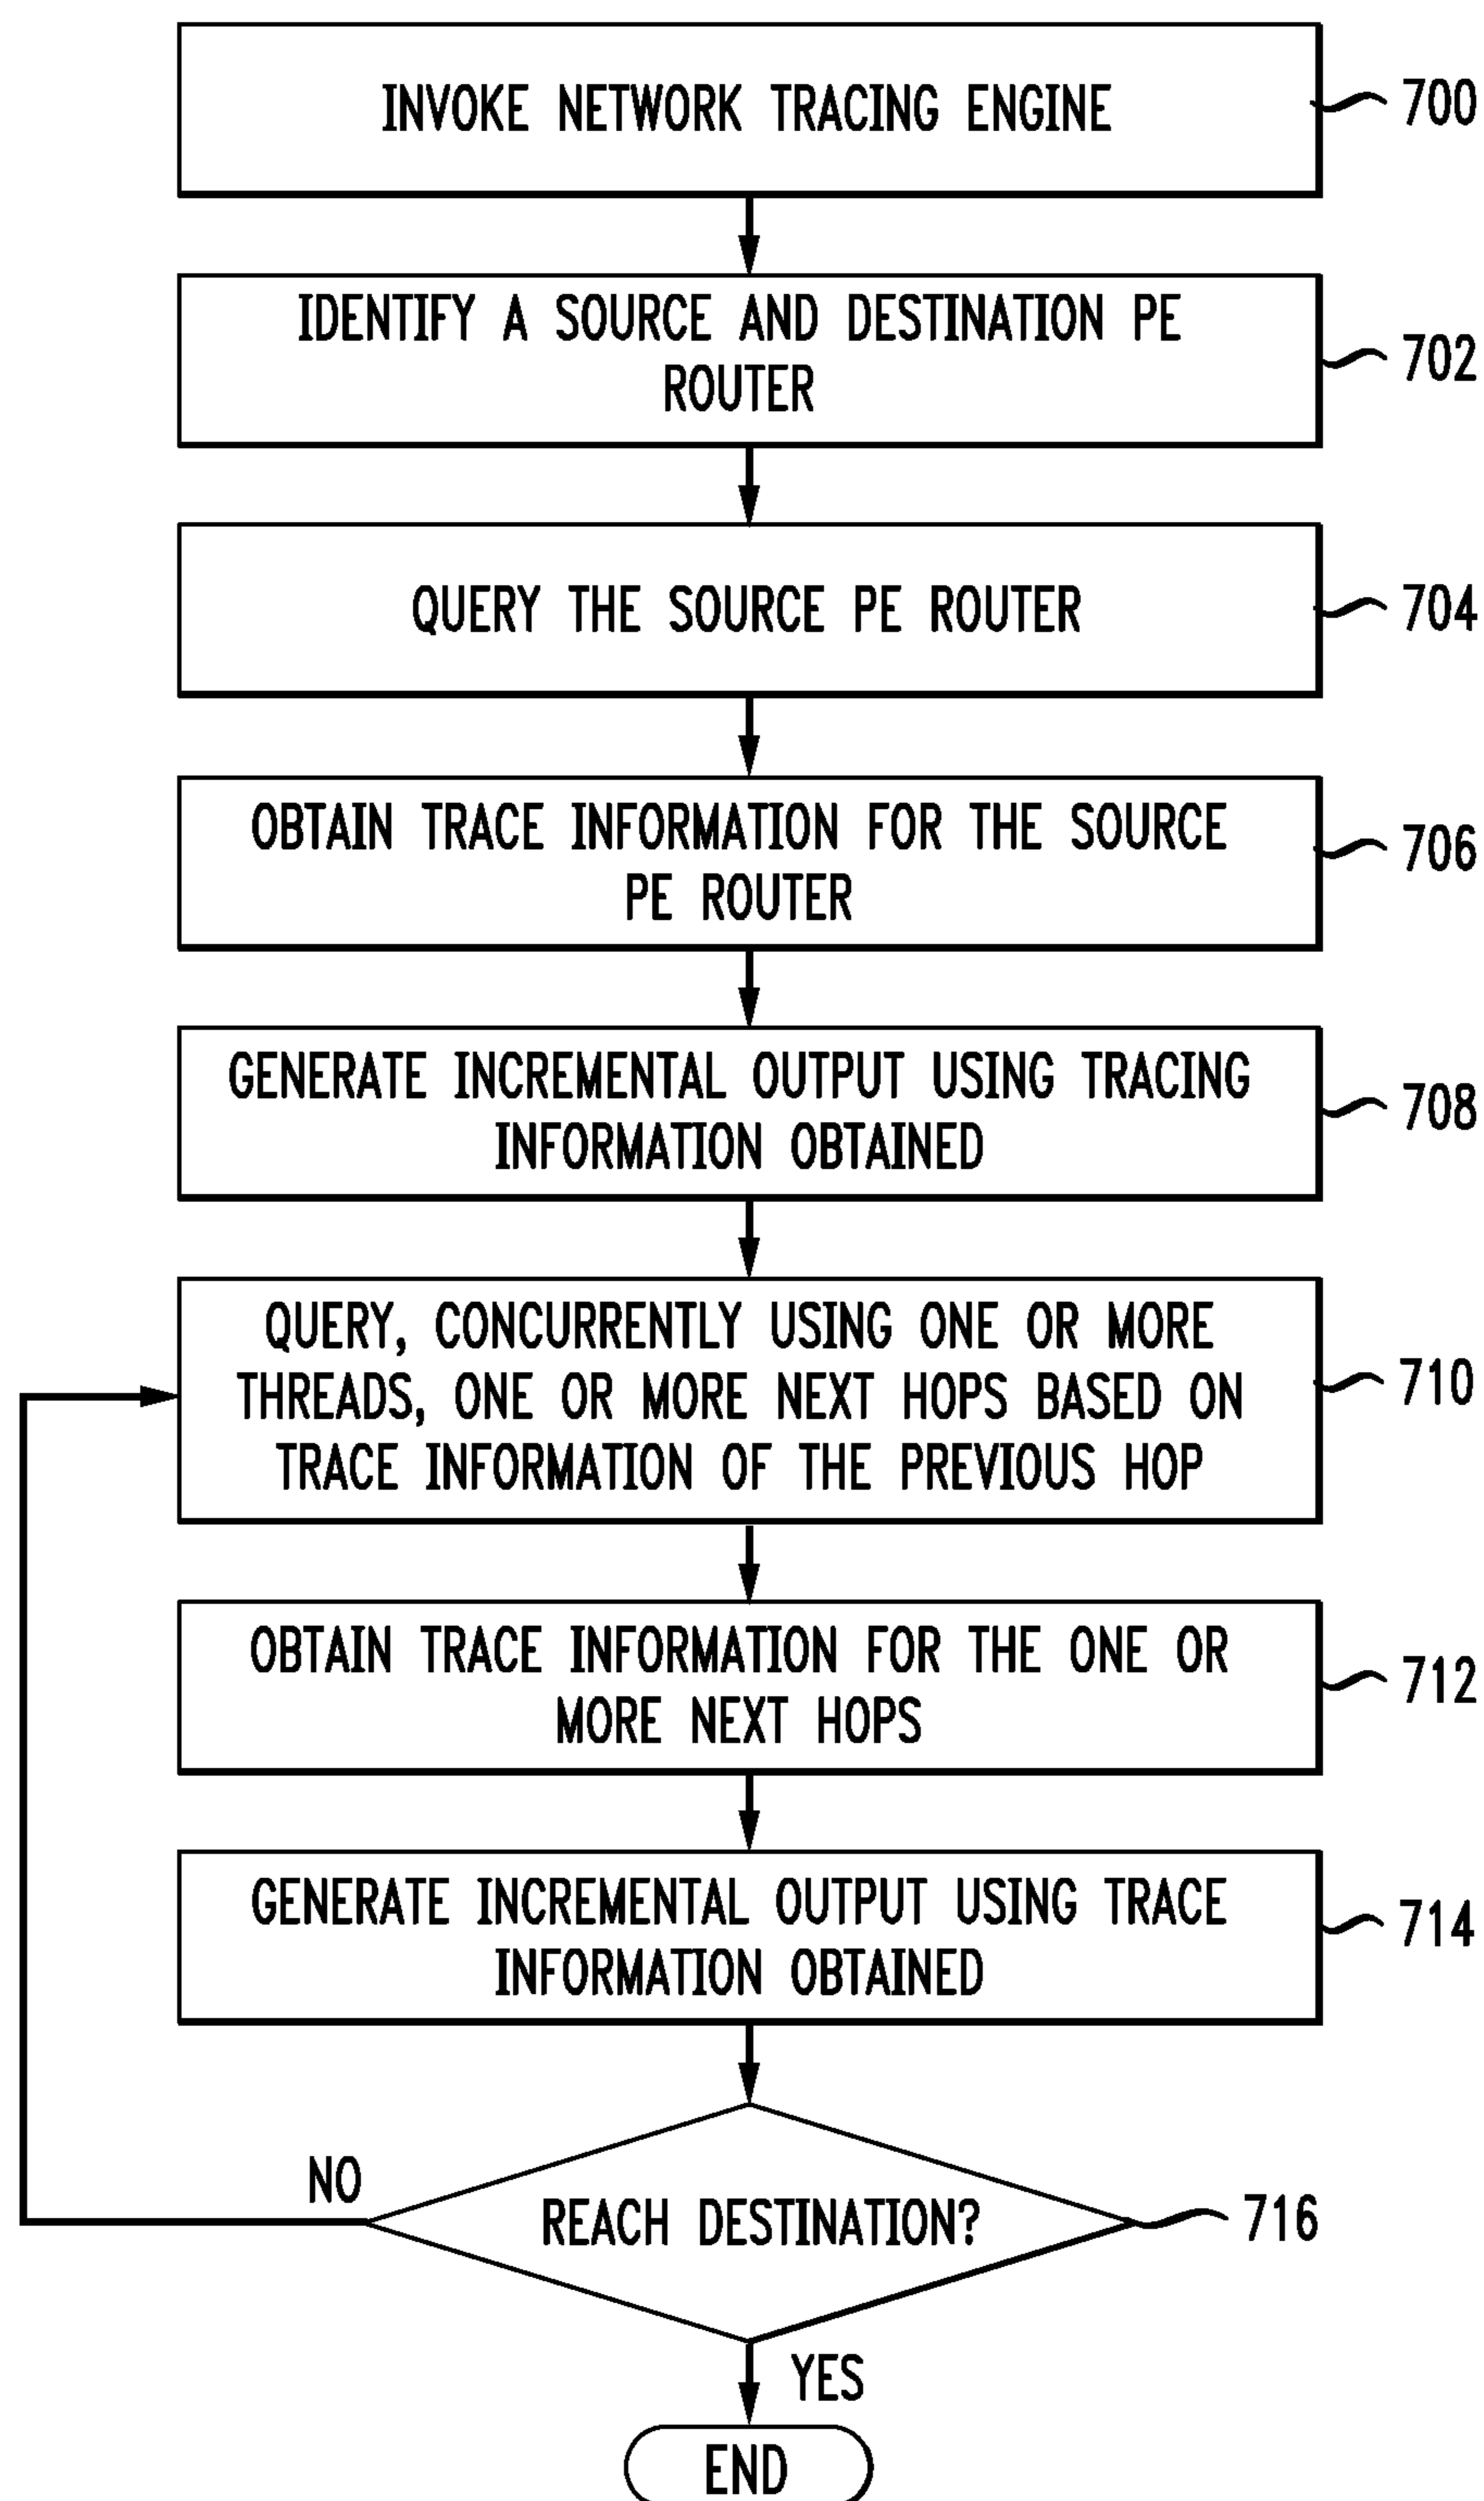 INVOKE NETWORK TRACING ENGINE
700
IDENTIFY A SOURCE AND DESTINATION PE
ROUTER
702
QUERY THE SOURCE PE ROUTER
704
OBTAIN TRACE INFORMATION FOR THE SOURCE
PE ROUTER
706
GENERATE INCREMENTAL OUTPUT USING TRACING
INFORMATION OBTAINED
708
QUERY, CONCURRENTLY USING ONE OR MORE
THREADS, ONE OR MORE NEXT HOPS BASED ON
TRACE INFORMATION OF THE PREVIOUS HOP
710
OBTAIN TRACE INFORMATION FOR THE ONE OR
MORE NEXT HOPS
712
GENERATE INCREMENTAL OUTPUT USING TRACE
INFORMATION OBTAINED
714
NO
REACH DESTINATION?
716
YES
END